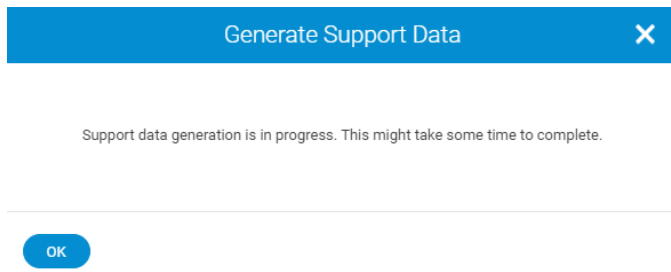 Generate Support Data
Support data generation is in progress. This might take some time to complete.
OK